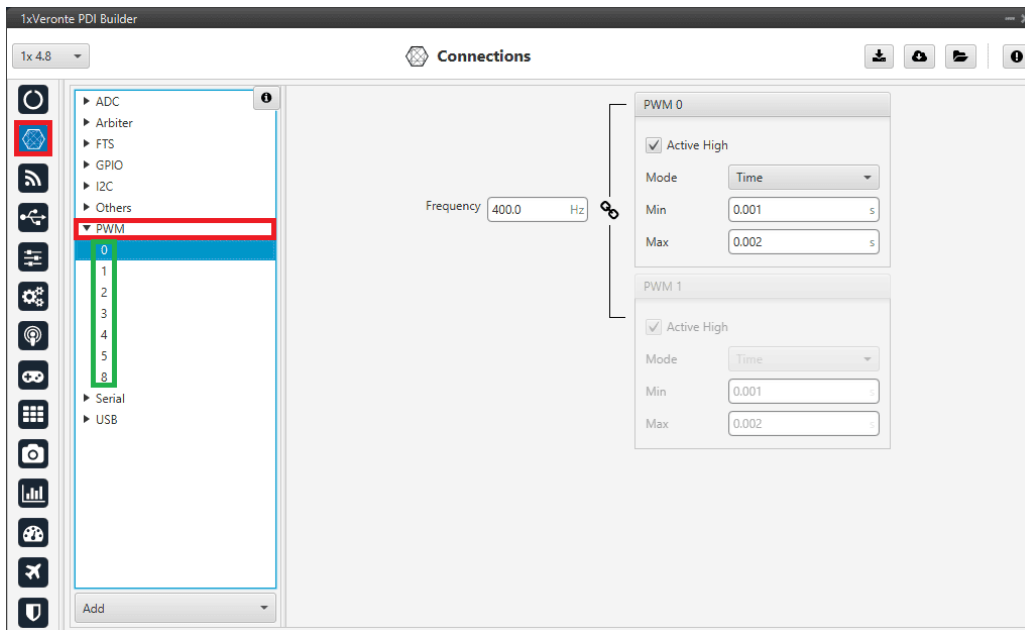 1xVeronte PDI Builder
1x 4.8
Connections
ADC
Arbiter
FTS
GPIO
I2C
Others
PWM
0
1
2
3
4
5
8
Serial
USB
Add
Frequency 400.0 Hz
PWM 0
Active High
Mode Time
Min 0.001 s
Max 0.002 s
PWM 1
Active High
Mode Time
Min 0.001 s
Max 0.002 s